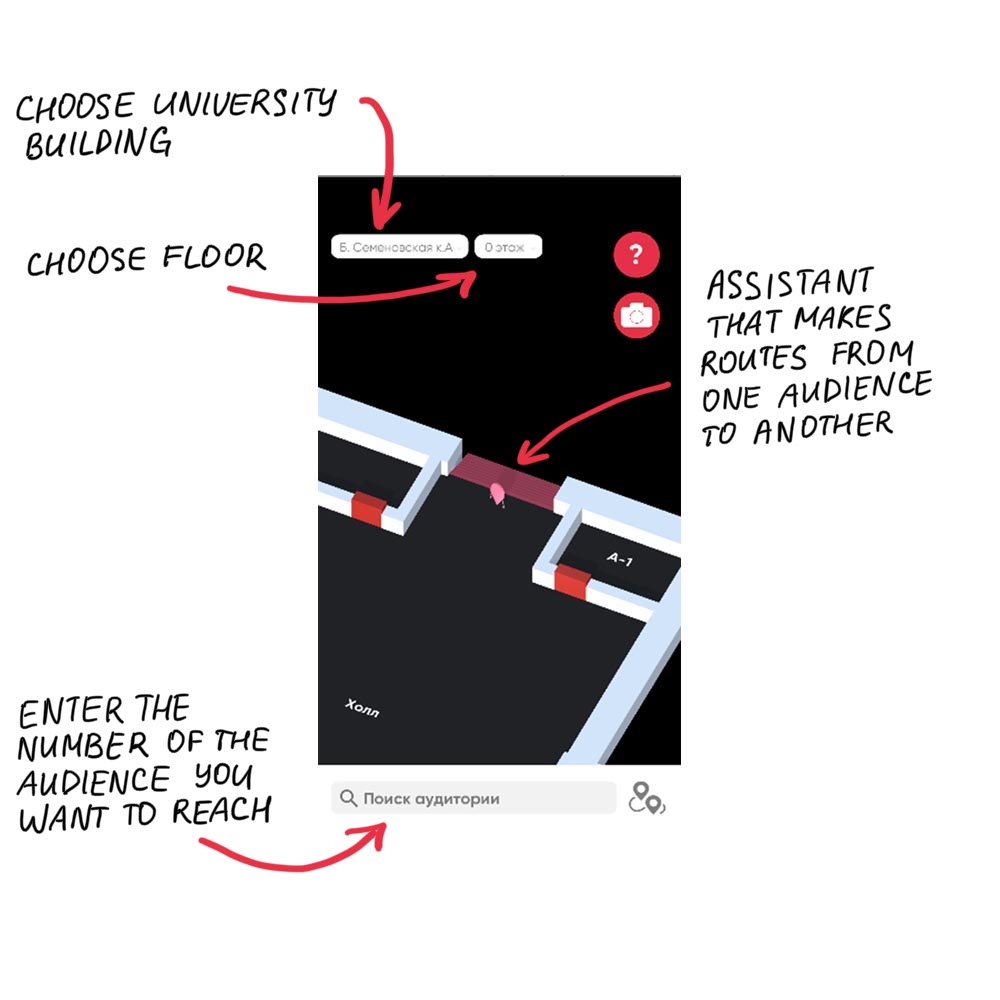 CHOOSE UNIVERSITY
BUILDING
CHOOSE FLOOR
Б. Семеновская к.А
0 этаж
?
ASSISTANT
THAT MAKES
ROUTES FROM
ONE AUDIENCE
TO ANOTHER
А-1
Холл
ENTER THE
NUMBER OF THE
AUDIENCE YOU
WANT TO REACH
Поиск аудитории